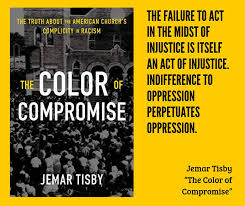 THE TRUTH ABOUT THE AMERICAN CHURCH'S
COMPLICITY IN RACISM
THE
COLOR OF
COMPROMISE
JEMAR TISBY
THE FAILURE TO ACT
IN THE MIDST OF
INJUSTICE IS ITSELF
AN ACT OF INJUSTICE.
INDIFFERENCE TO
OPPRESSION
PERPETUATES
OPPRESSION.
Jemar Tisby
"The Color of
Compromise"